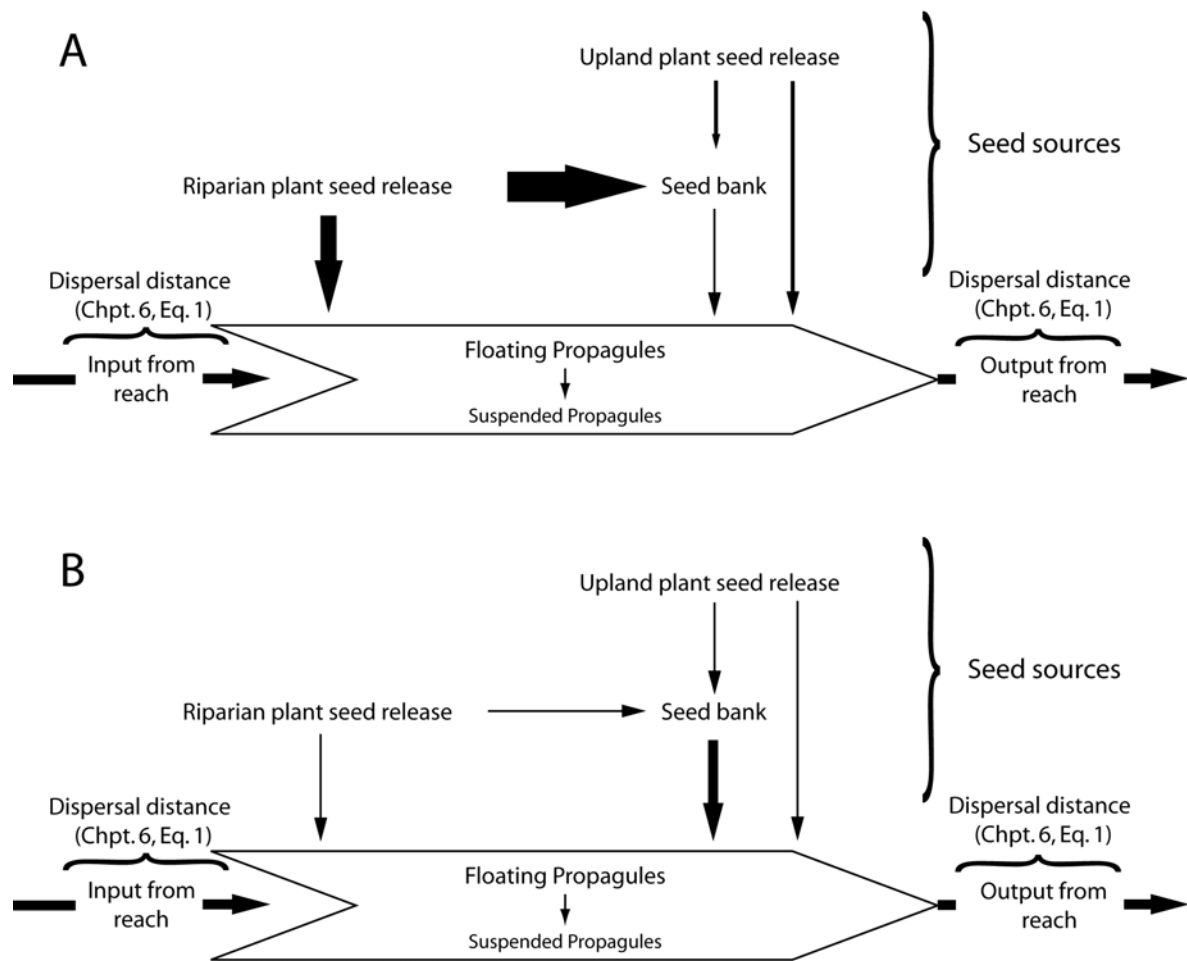 A
Upland plant seed release
Seed sources
Riparian plant seed release
Seed bank
Dispersal distance
(Chpt. 6, Eq. 1)
Dispersal distance
(Chpt. 6, Eq. 1)
Input from
reach
Floating Propagules
Suspended Propagules
Output from
reach
B
Upland plant seed release
Seed sources
Riparian plant seed release
Seed bank
Dispersal distance
(Chpt. 6, Eq. 1)
Dispersal distance
(Chpt. 6, Eq. 1)
Input from
reach
Floating Propagules
Suspended Propagules
Output from
reach